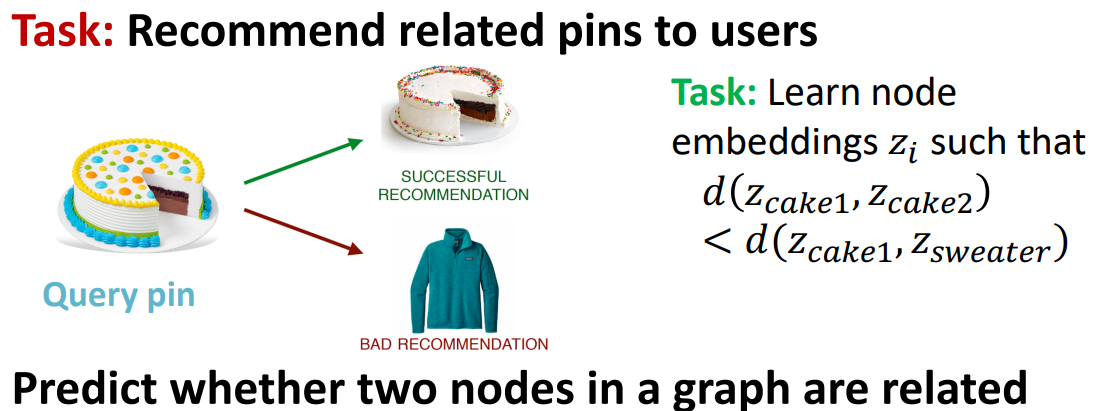 Task: Recommend related pins to users
SUCCESSFUL
RECOMMENDATION
Query pin
BAD RECOMMENDATION
Task: Learn node
embeddings z_i such that
d(z_{cake1}, z_{cake2})
< d(z_{cake1}, z_{sweater})
Predict whether two nodes in a graph are related